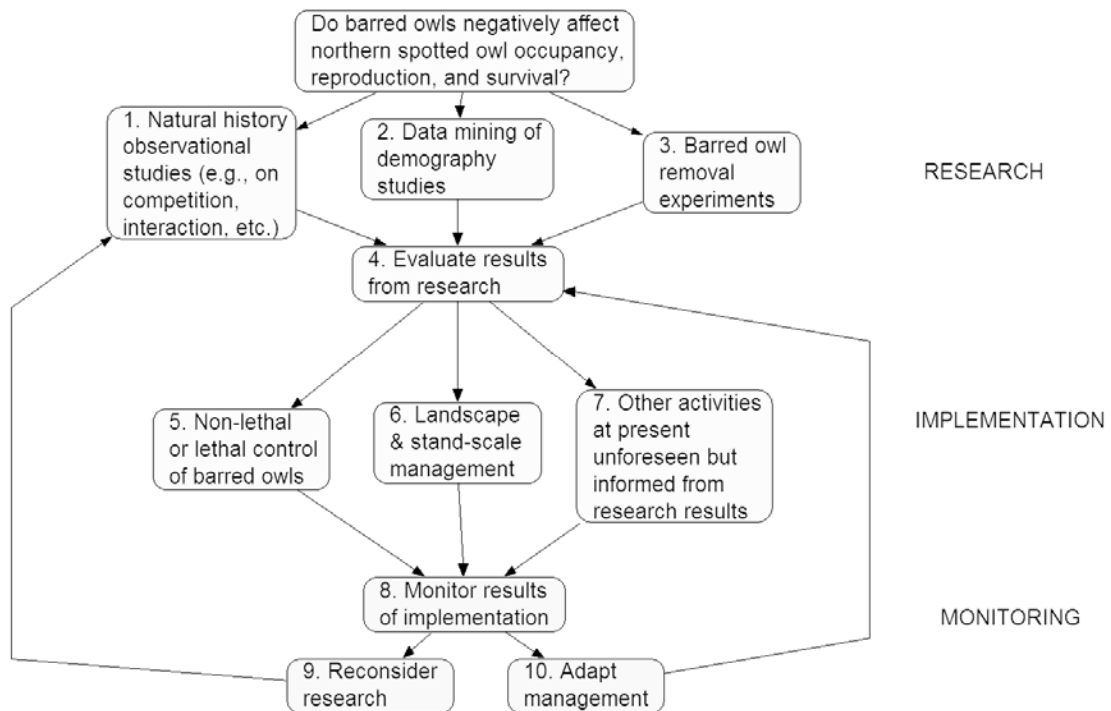 Do barred owls negatively affect
northern spotted owl occupancy,
reproduction, and survival?
1. Natural history
observational
studies (e.g., on
competition,
interaction, etc.)
2. Data mining of
demography
studies
3. Barred owl
removal
experiments
RESEARCH
4. Evaluate results
from research
5. Non-lethal
or lethal control
of barred owls
6. Landscape
& stand-scale
management
7. Other activities
at present
unforeseen but
informed from
research results
IMPLEMENTATION
8. Monitor results
of implementation
MONITORING
9. Reconsider
research
10. Adapt
management